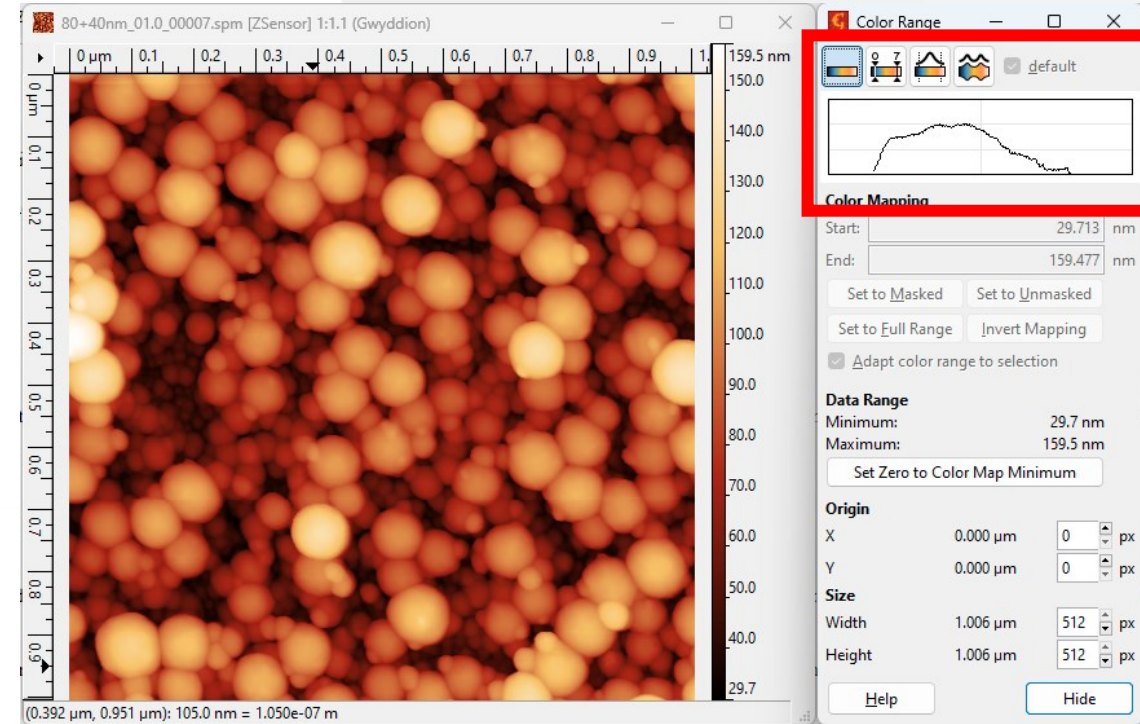 80+40nm_01.0_00007.spm [ZSensor] 1:1.1 (Gwyddion)
0 µm 0.1 0.2 0.3 0.4 0.5 0.6 0.7 0.8 0.9 1.
0 µm
0.1
0.2
0.3
0.4
0.5
0.6
0.7
0.8
0.9
159.5 nm
150.0
140.0
130.0
120.0
110.0
100.0
90.0
80.0
70.0
60.0
50.0
40.0
29.7
(0.392 µm, 0.951 µm): 105.0 nm = 1.050e-07 m
Color Range
default
Color Mapping
Start: 29.713 nm
End: 159.477 nm
Set to Masked Set to Unmasked
Set to Full Range Invert Mapping
Adapt color range to selection
Data Range
Minimum: 29.7 nm
Maximum: 159.5 nm
Set Zero to Color Map Minimum
Origin
X 0.000 µm 0 px
Y 0.000 µm 0 px
Size
Width 1.006 µm 512 px
Height 1.006 µm 512 px
Help Hide